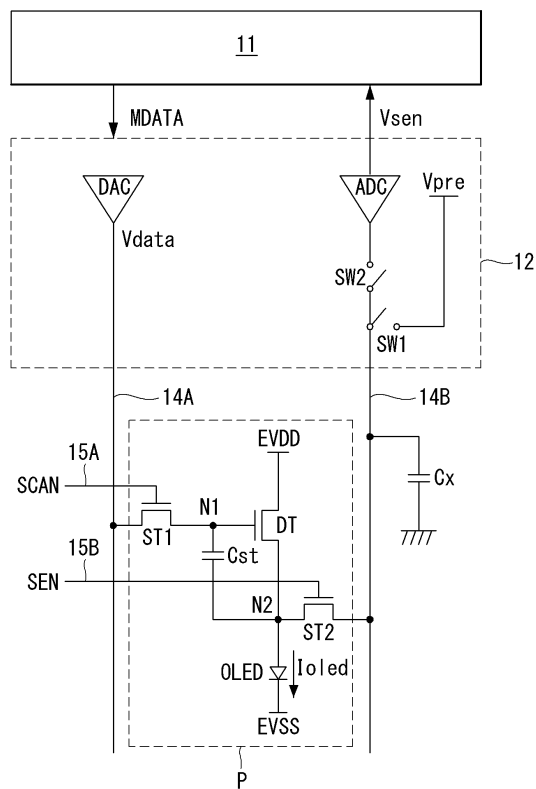 11
MDATA
Vsen
DAC
ADC
Vpre
Vdata
SW2
12
SW1
14A
14B
EVDD
15A
SCAN
N1
DT
Cx
ST1
15B
Cst
SEN
N2
ST2
OLED
Ioled
EVSS
P